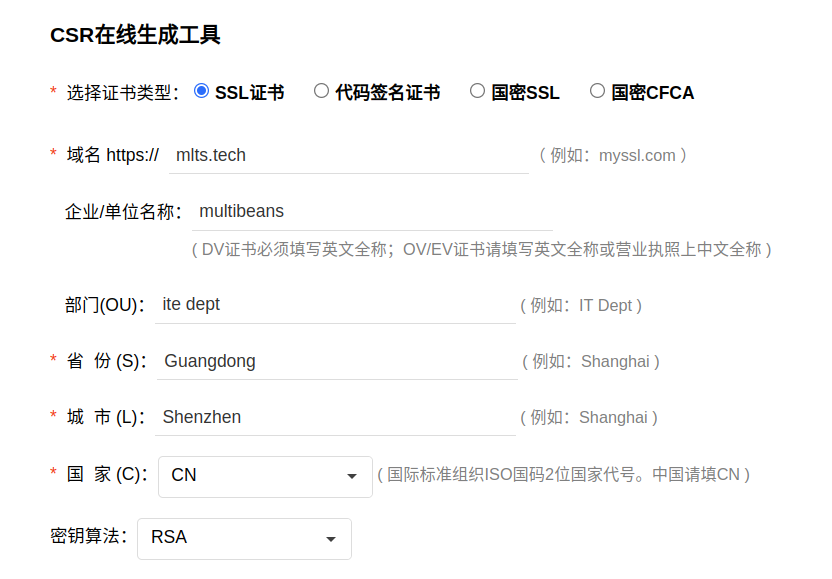 CSR在线生成工具
* 选择证书类型： SSL证书 代码签名证书 国密SSL 国密CFCA
* 域名 https:// mlts.tech （ 例如：myssl.com ）
企业/单位名称： multibeans
( DV证书必须填写英文全称；OV/EV证书请填写英文全称或营业执照上中文全称 )
部门(OU)： ite dept ( 例如：IT Dept )
* 省 份 (S)： Guangdong ( 例如：Shanghai )
* 城 市 (L)： Shenzhen ( 例如：Shanghai )
* 国 家 (C)： CN ( 国际标准组织ISO国码2位国家代号。中国请填CN )
密钥算法： RSA